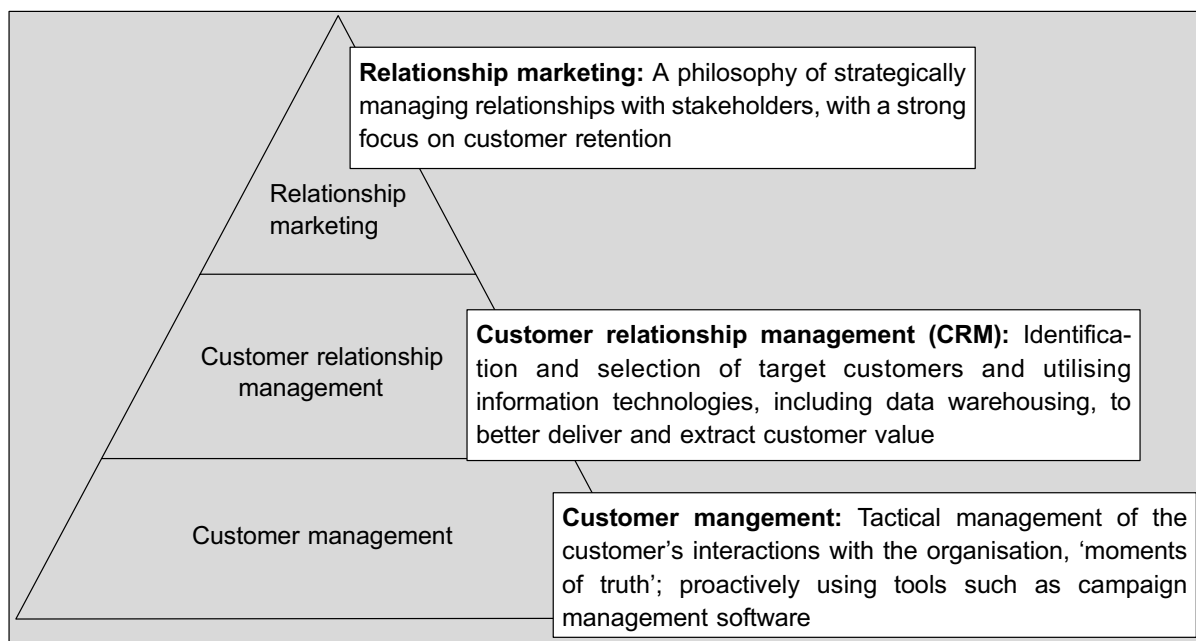 Relationship marketing: A philosophy of strategically
managing relationships with stakeholders, with a strong
focus on customer retention
Relationship
marketing
Customer relationship management (CRM): Identifica-
tion and selection of target customers and utilising
information technologies, including data warehousing, to
better deliver and extract customer value
Customer relationship
management
Customer mangement: Tactical management of the
customer’s interactions with the organisation, ‘moments
of truth’; proactively using tools such as campaign
management software
Customer management